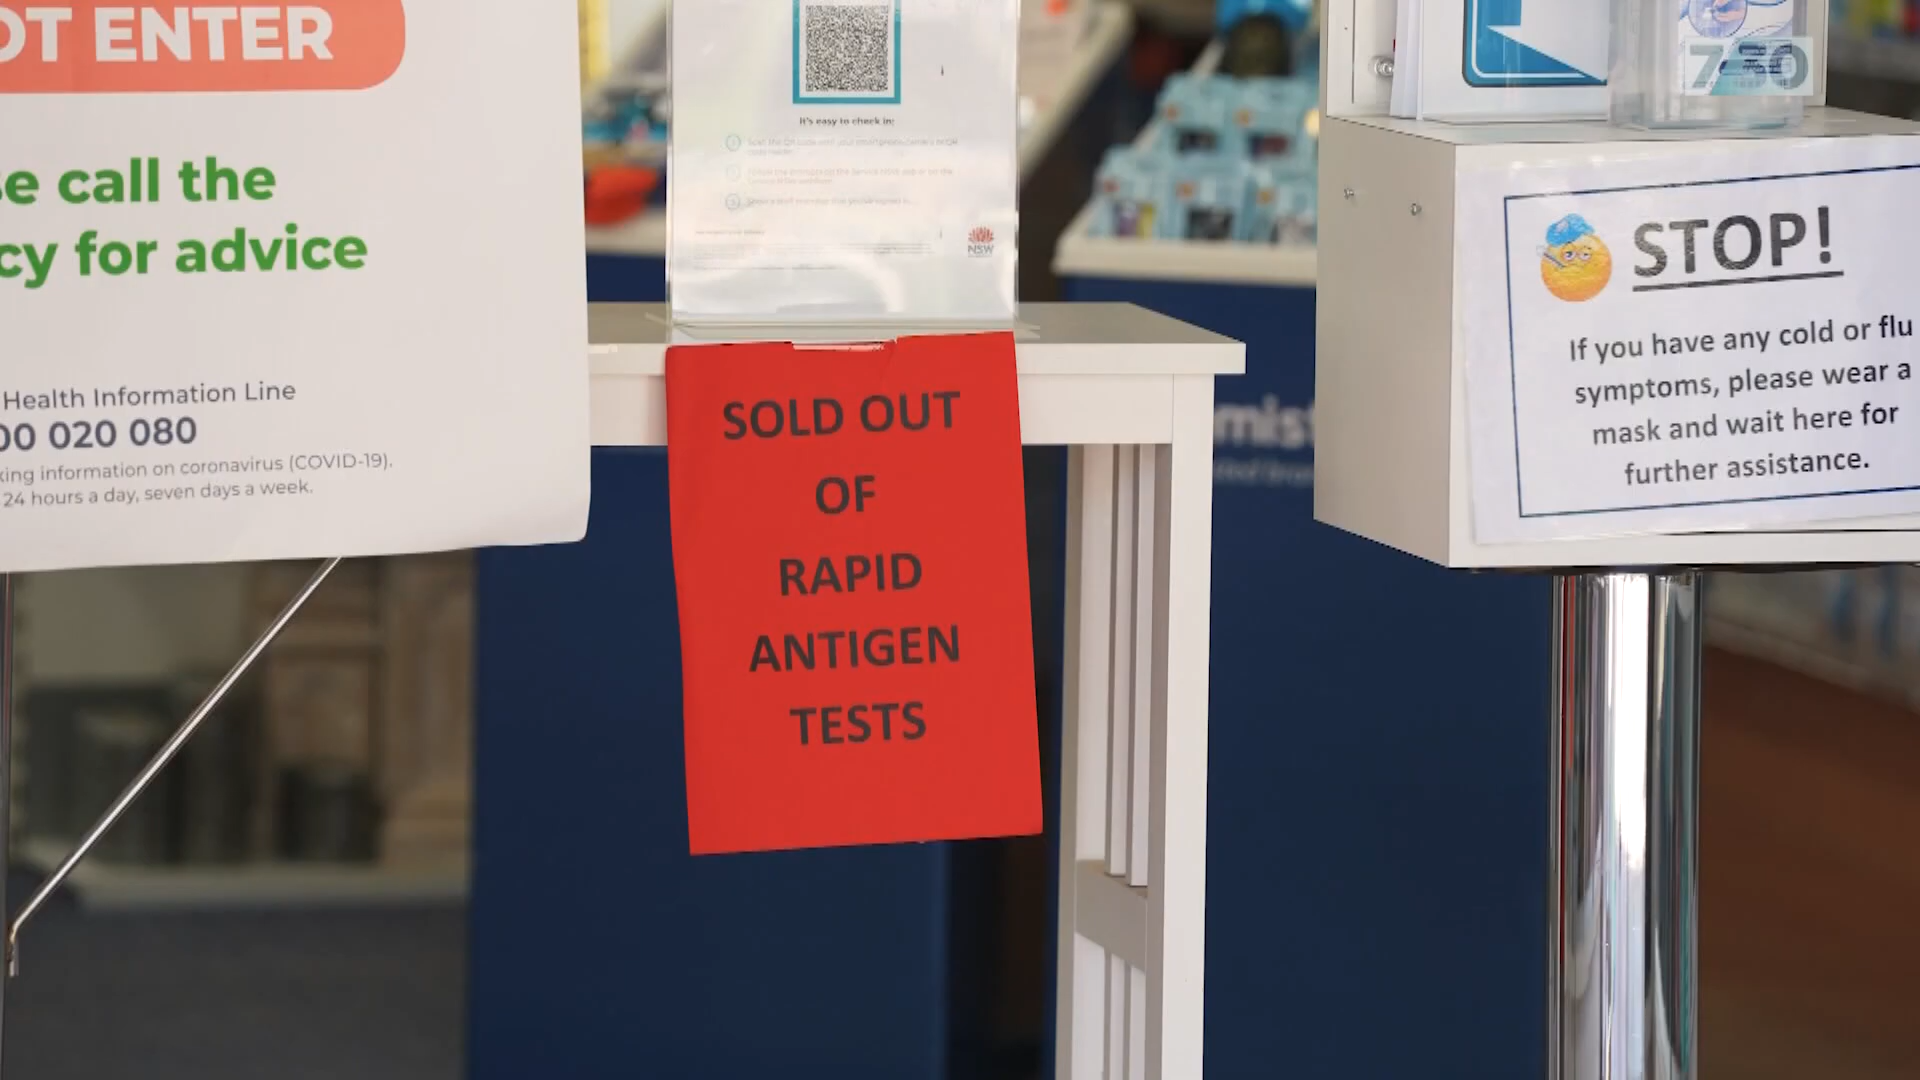 OT ENTER
e call the
cy for advice
Health Information Line
00 020 080
king information on coronavirus (COVID-19).
24 hours a day, seven days a week.
It's easy to check in:
NSW
SOLD OUT
OF
RAPID
ANTIGEN
TESTS
7:30
STOP!
If you have any cold or flu
symptoms, please wear a
mask and wait here for
further assistance.
mist